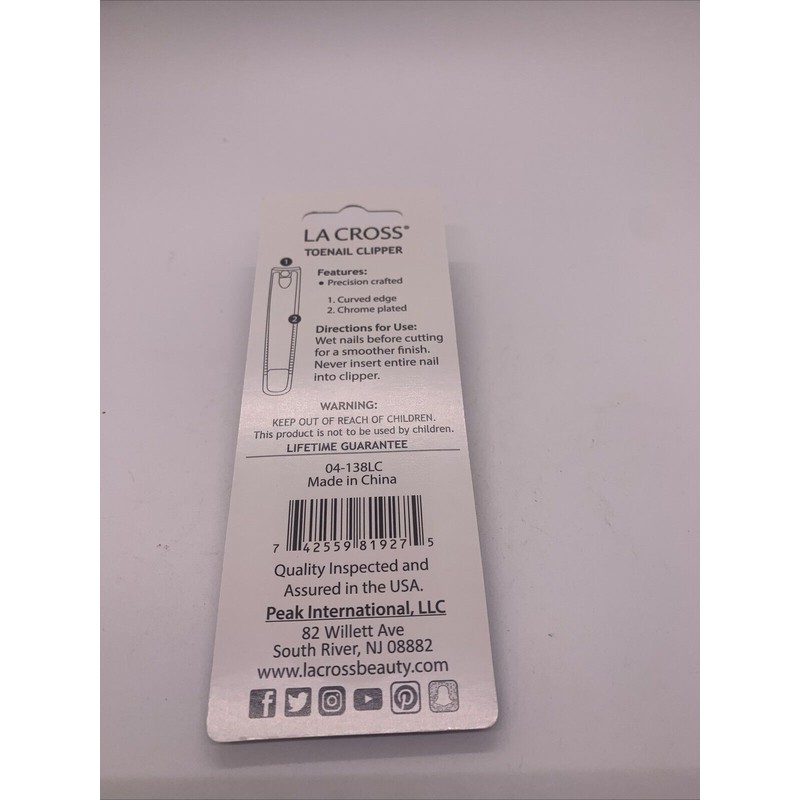 LA CROSS®
TOENAIL CLIPPER
1
Features:
• Precision crafted
1. Curved edge
2. Chrome plated
2
Directions for Use:
Wet nails before cutting
for a smoother finish.
Never insert entire nail
into clipper.
WARNING:
KEEP OUT OF REACH OF CHILDREN.
This product is not to be used by children.
LIFETIME GUARANTEE
04-138LC
Made in China
7 42559 81927 5
Quality Inspected and
Assured in the USA.
Peak International, LLC
82 Willett Ave
South River, NJ 08882
www.lacrossbeauty.com